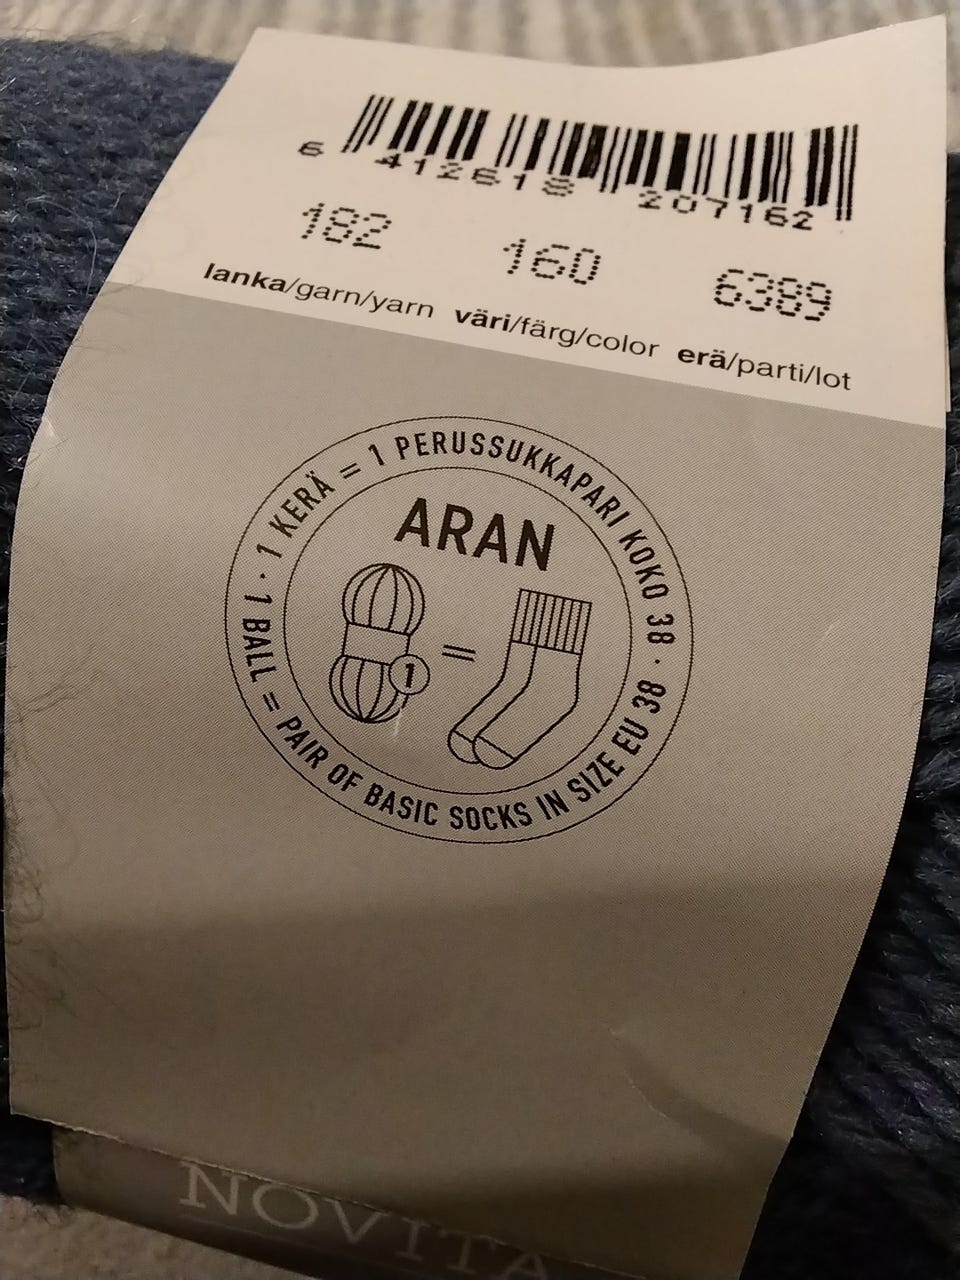 6 412618 207162
182 160 6389
lanka/garn/yarn väri/färg/color erä/parti/lot
1 KERÄ = 1 PERUSSUKKAPARI KOKO 38 ·
1 BALL = PAIR OF BASIC SOCKS IN SIZE EU 38 ·
ARAN
1
=
NOVITA